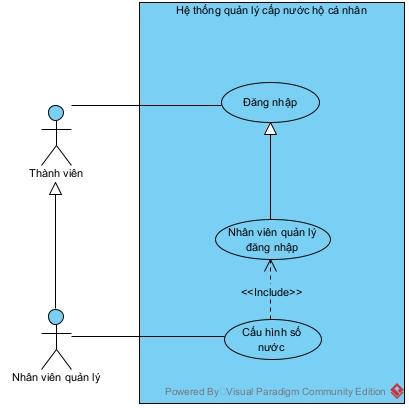 Hệ thống quản lý cấp nước hộ cá nhân
Đăng nhập
Thành viên
Nhân viên quản lý
đăng nhập
<<Include>>
Cấu hình số
nước
Nhân viên quản lý
Powered By Visual Paradigm Community Edition